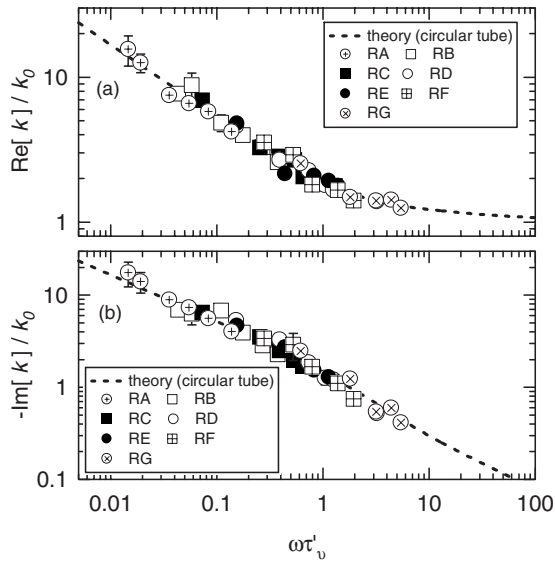 10
1
Re[k] / k₀
(a)
theory (circular tube)
RA RB
RC RD
RE RF
RG
10
1
0.1
-Im[k] / k₀
(b)
theory (circular tube)
RA RB
RC RD
RE RF
RG
0.01 0.1 1 10 100
ωτ'υ